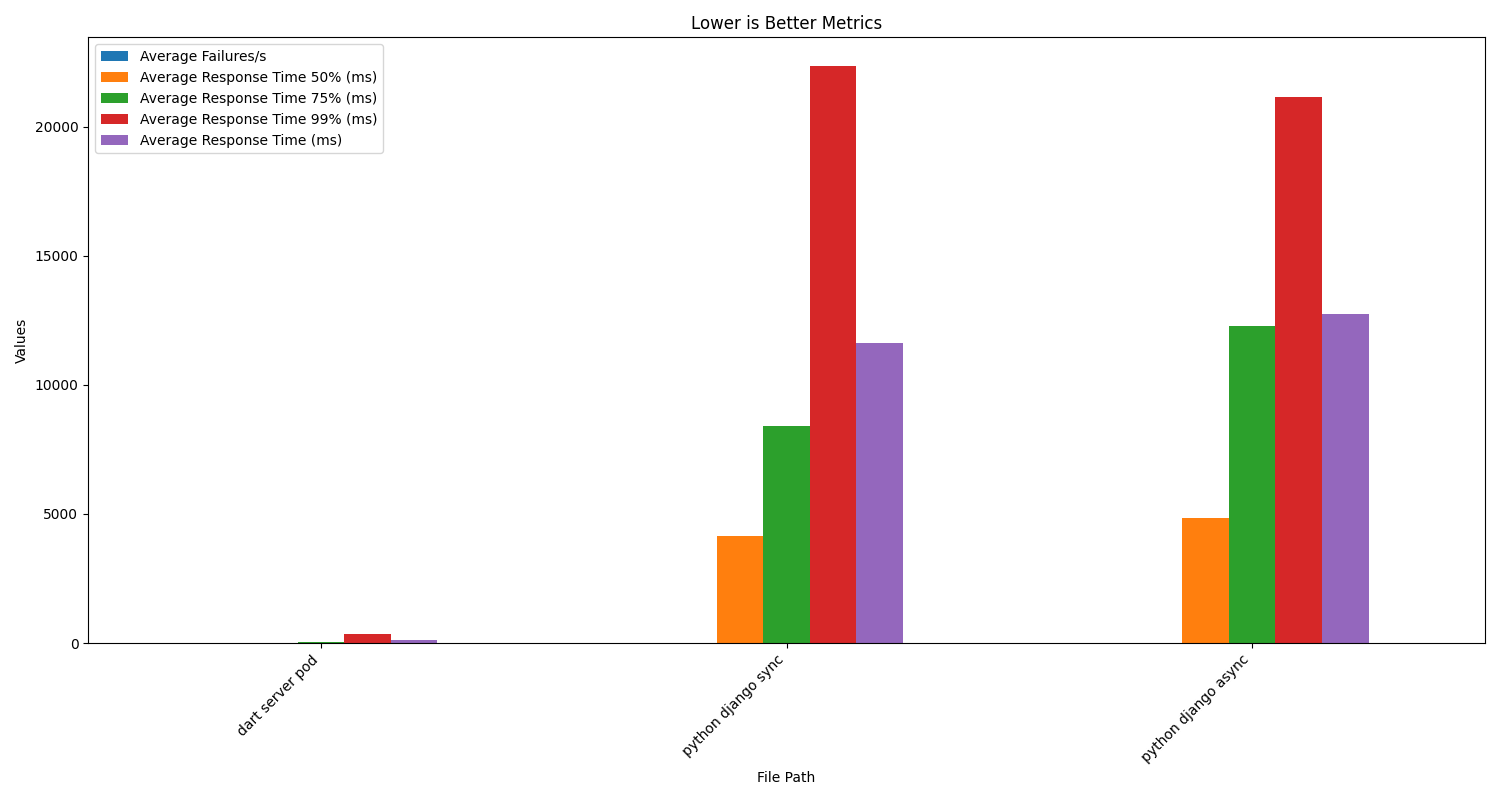 Lower is Better Metrics
Average Failures/s
Average Response Time 50% (ms)
Average Response Time 75% (ms)
Average Response Time 99% (ms)
Average Response Time (ms)
20000
15000
10000
5000
0
Values
dart server pod
python django sync
python django async
File Path